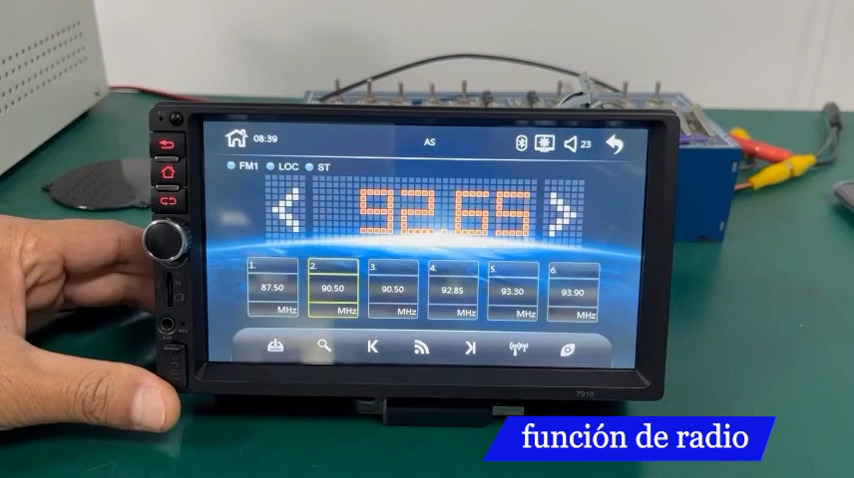 08:39
AS
23
FM1 LOC ST
92.65
1. 2. 3. 4. 5. 6.
87.50 90.50 90.50 92.85 93.30 93.90
MHz MHz MHz MHz MHz MHz
7918
función de radio